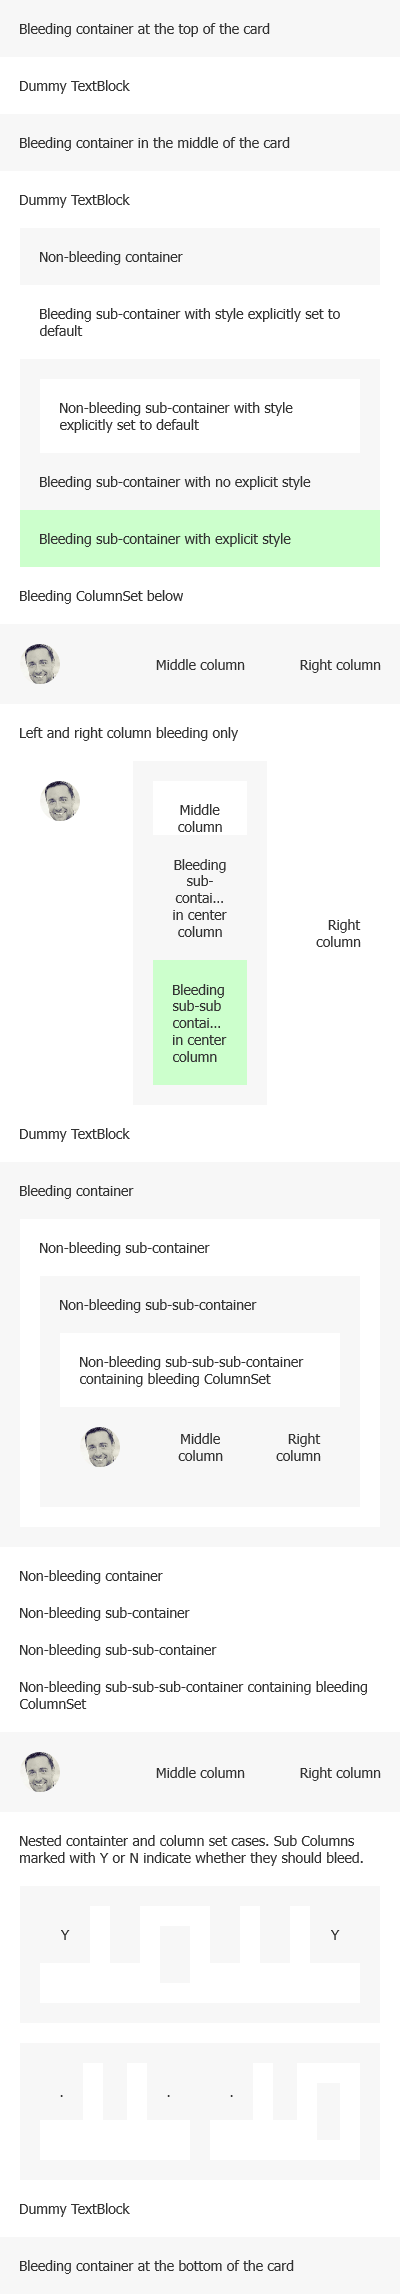 Bleeding container at the top of the card
Dummy TextBlock
Bleeding container in the middle of the card
Dummy TextBlock
Non-bleeding container
Bleeding sub-container with style explicitly set to
default
Non-bleeding sub-container with style
explicitly set to default
Bleeding sub-container with no explicit style
Bleeding sub-container with explicit style
Bleeding ColumnSet below
Middle column Right column
Left and right column bleeding only
Middle
column
Bleeding
sub-
contai...
in center
column
Right
column
Bleeding
sub-sub
contai...
in center
column
Dummy TextBlock
Bleeding container
Non-bleeding sub-container
Non-bleeding sub-sub-container
Non-bleeding sub-sub-sub-container
containing bleeding ColumnSet
Middle Right
column column
Non-bleeding container
Non-bleeding sub-container
Non-bleeding sub-sub-container
Non-bleeding sub-sub-sub-container containing bleeding
ColumnSet
Middle column Right column
Nested containter and column set cases. Sub Columns
marked with Y or N indicate whether they should bleed.
Y Y
. . .
Dummy TextBlock
Bleeding container at the bottom of the card